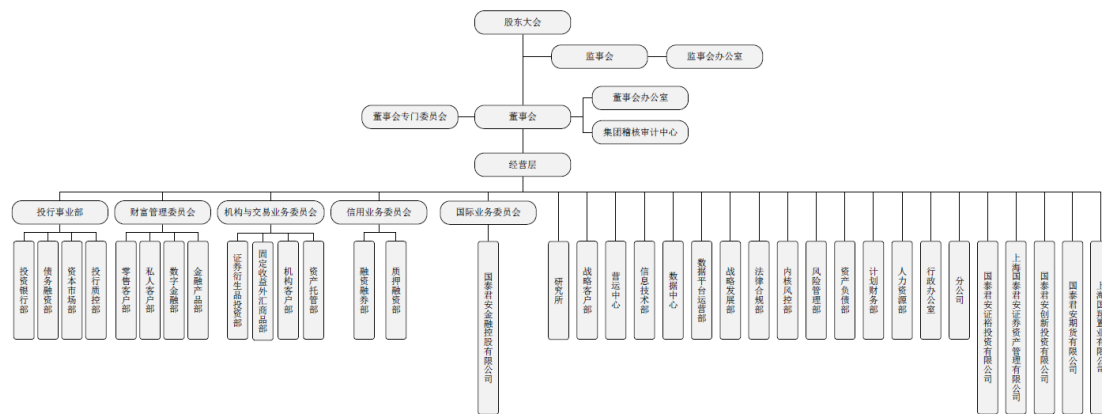 股东大会
监事会
监事会办公室
董事会办公室
董事会专门委员会
董事会
集团稽核审计中心
经营层
投行事业部
财富管理委员会
机构与交易业务委员会
信用业务委员会
国际业务委员会
投资银行部
债务融资部
资本市场部
投行质控部
零售客户部
私人客户部
数字金融部
金融产品部
证券衍生品投资部
固定收益外汇商品部
机构客户部
资产托管部
融资融券部
质押融资部
国泰君安金融控股有限公司
研究所
战略客户部
营运中心
信息技术部
数据中心
数据平台运营部
战略发展部
法律合规部
内核风控部
风险管理部
资产负债部
计划财务部
人力资源部
行政办公室
分公司
国泰君安证裕投资有限公司
上海国泰君安证券资产管理有限公司
国泰君安创新投资有限公司
国泰君安期货有限公司
上海国翔置业有限公司